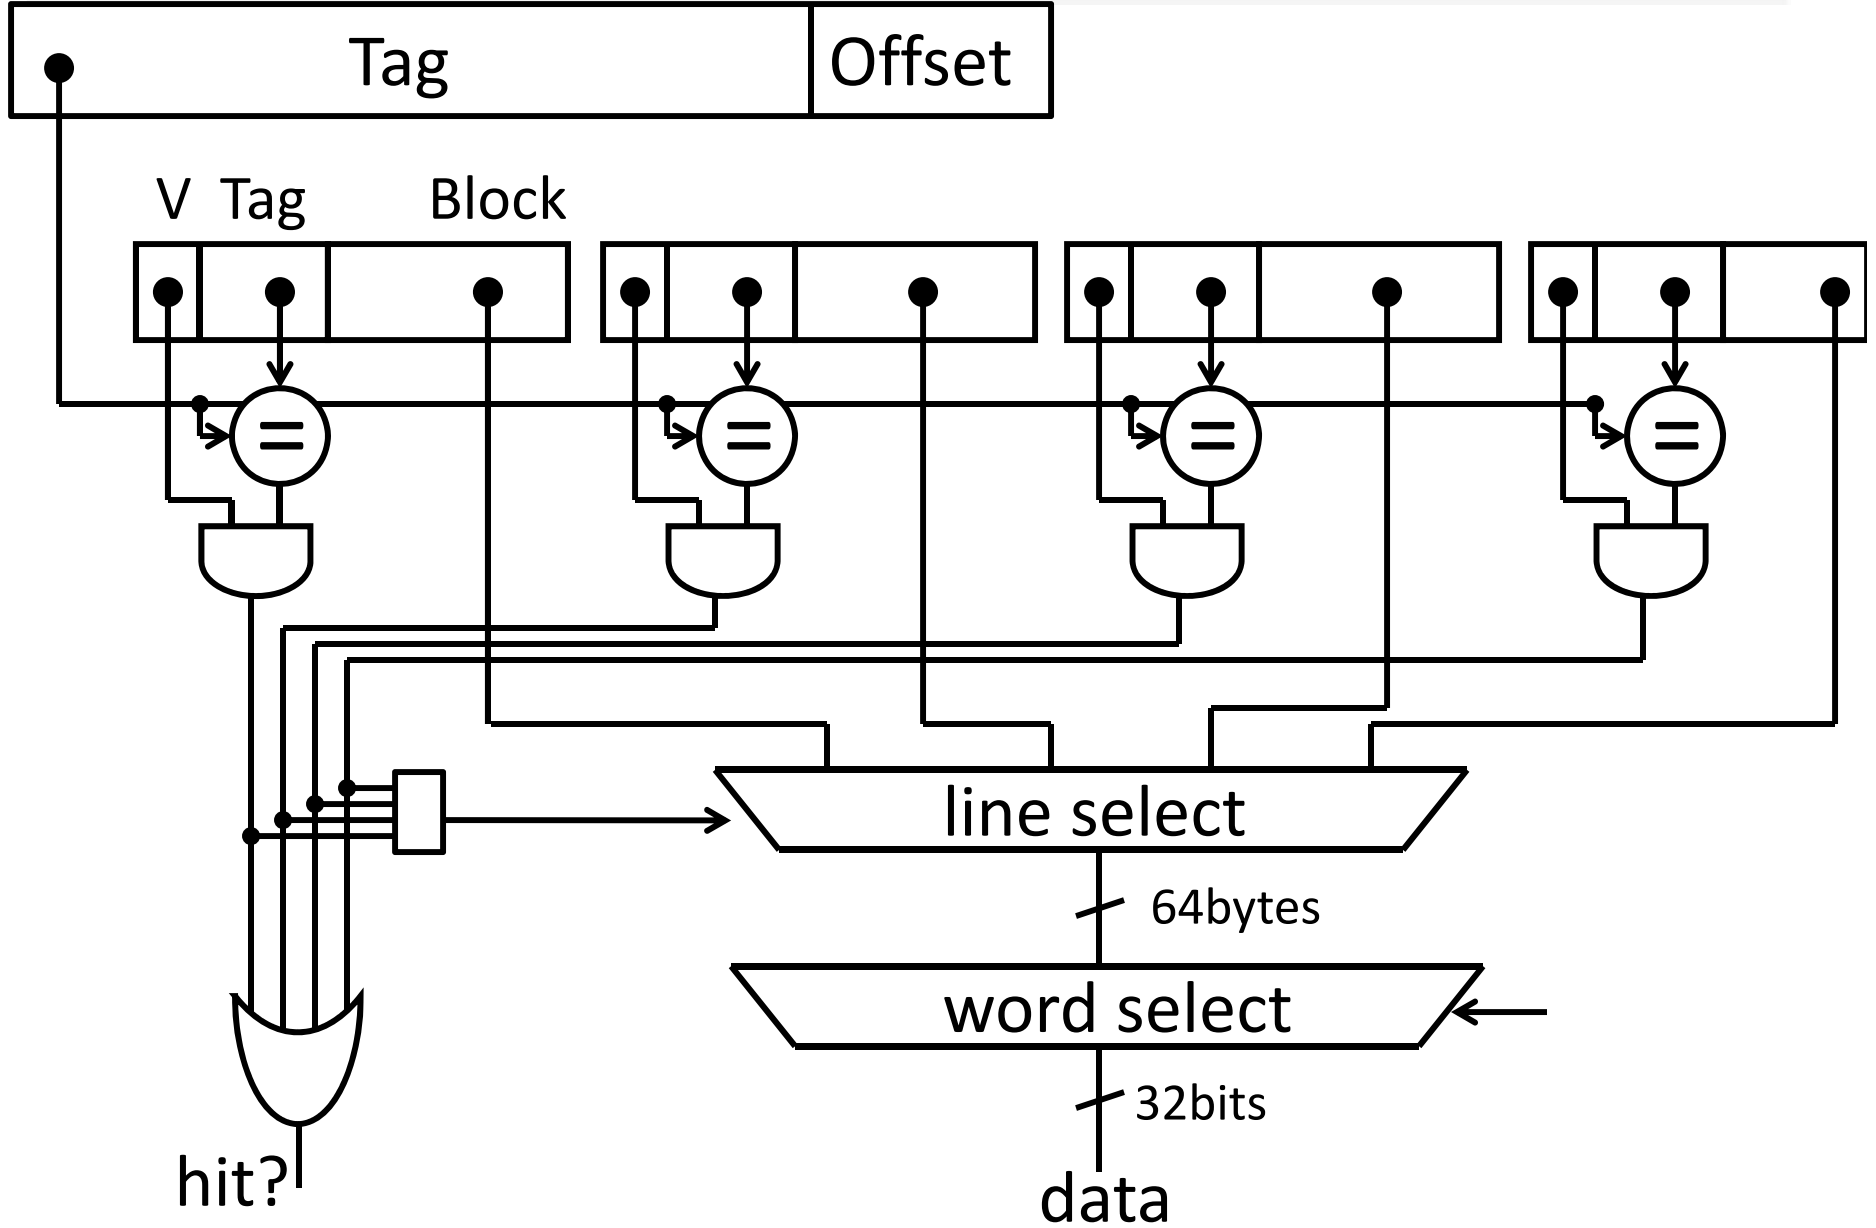 Tag Offset
V Tag Block
= = = =
line select
64bytes
word select
32bits
hit?
data